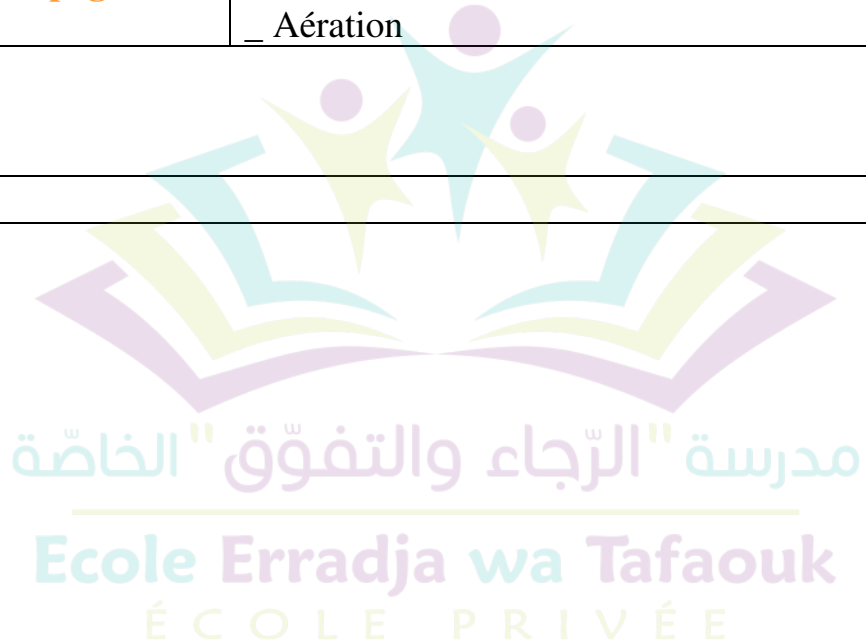 _ Aération
مدرسة "الرّجاء والتفوّق" الخاصّة
Ecole Erradja wa Tafaouk
ÉCOLE PRIVÉE